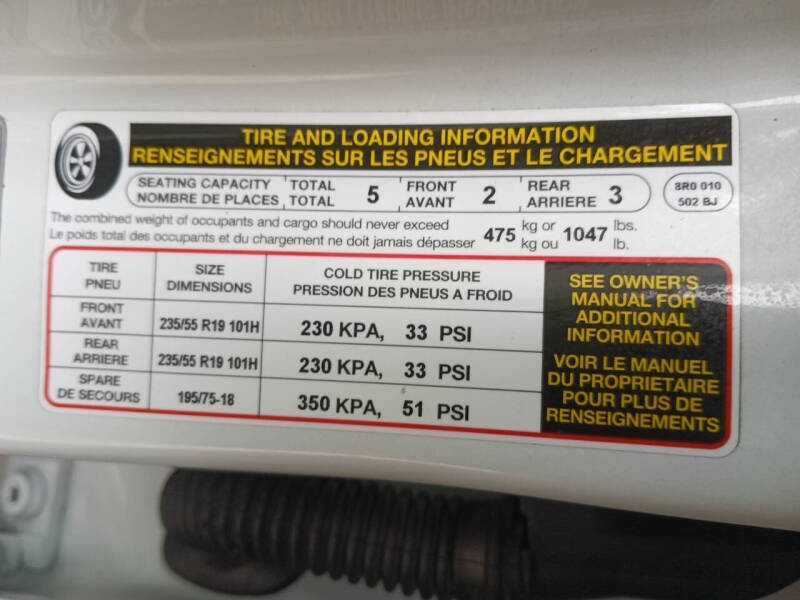 TIRE AND LOADING INFORMATION
RENSEIGNEMENTS SUR LES PNEUS ET LE CHARGEMENT
SEATING CAPACITY TOTAL 5 FRONT 2 REAR 3 8R0 010
NOMBRE DE PLACES TOTAL AVANT ARRIERE 502 BJ
The combined weight of occupants and cargo should never exceed 475 kg or 1047 lbs.
Le poids total des occupants et du chargement ne doit jamais dépasser kg ou lb.
TIRE SIZE COLD TIRE PRESSURE
PNEU DIMENSIONS PRESSION DES PNEUS A FROID
FRONT
AVANT 235/55 R19 101H 230 KPA, 33 PSI
REAR
ARRIERE 235/55 R19 101H 230 KPA, 33 PSI
SPARE
DE SECOURS 195/75-18 350 KPA, 51 PSI
SEE OWNER'S
MANUAL FOR
ADDITIONAL
INFORMATION
VOIR LE MANUEL
DU PROPRIETAIRE
POUR PLUS DE
RENSEIGNEMENTS